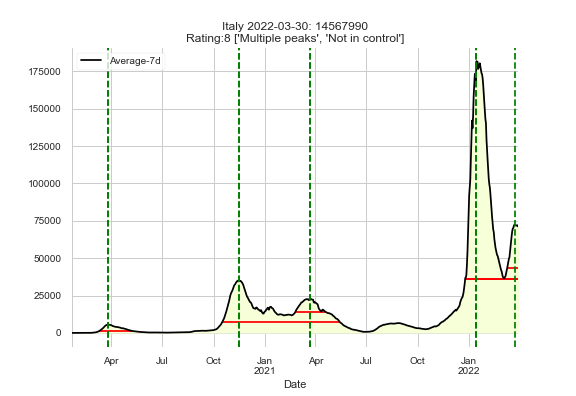 Italy 2022-03-30: 14567990
Rating:8 ['Multiple peaks', 'Not in control']
Average-7d
175000
150000
125000
100000
75000
50000
25000
0
Apr Jul Oct Jan Apr Jul Oct Jan
2021 2022
Date